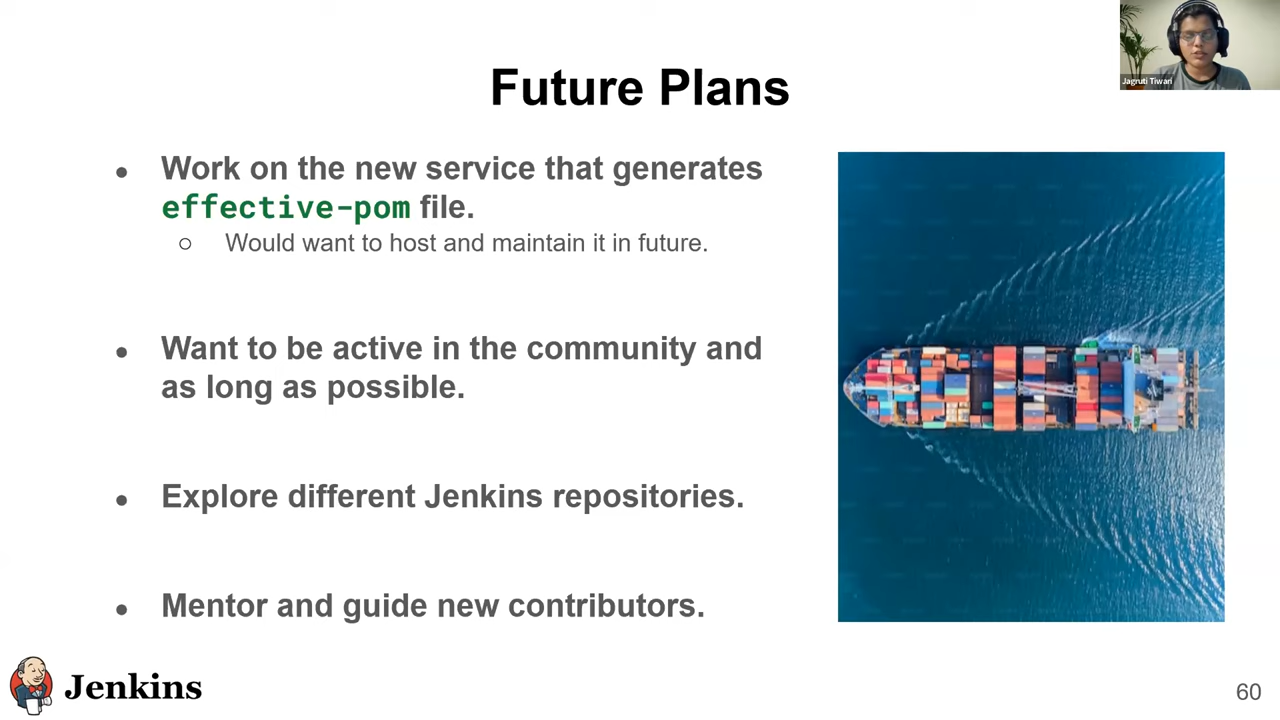 Jagruti Tiwari
Future Plans
● Work on the new service that generates
effective-pom file.
○ Would want to host and maintain it in future.
● Want to be active in the community and
as long as possible.
● Explore different Jenkins repositories.
● Mentor and guide new contributors.
Jenkins
60